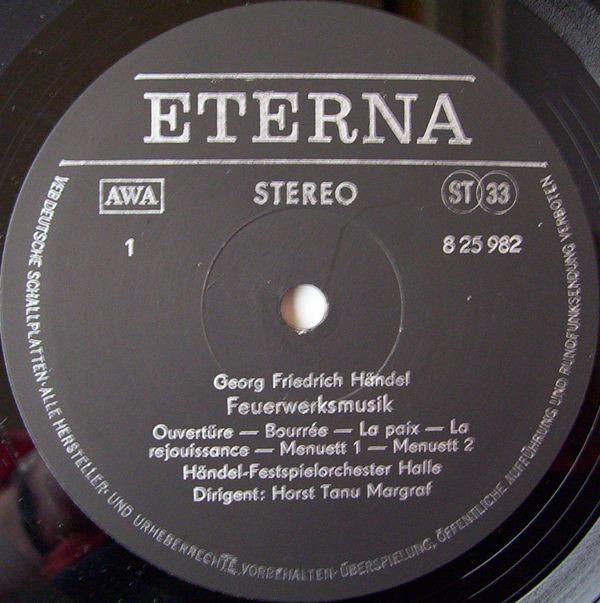 ETERNA
AWA
STEREO
ST 33
1
8 25 982
Georg Friedrich Händel
Feuerwerksmusik
Ouvertüre — Bourrée — La paix — La
rejouissance — Menuett 1 — Menuett 2
Händel-Festspielorchester Halle
Dirigent: Horst Tanu Margraf
VEB DEUTSCHE SCHALLPLATTEN · ALLE HERSTELLER- UND URHEBERRECHTE VORBEHALTEN · ÜBERSPIELUNG, ÖFFENTLICHE AUFFÜHRUNG UND RUNDFUNKSENDUNG VERBOTEN